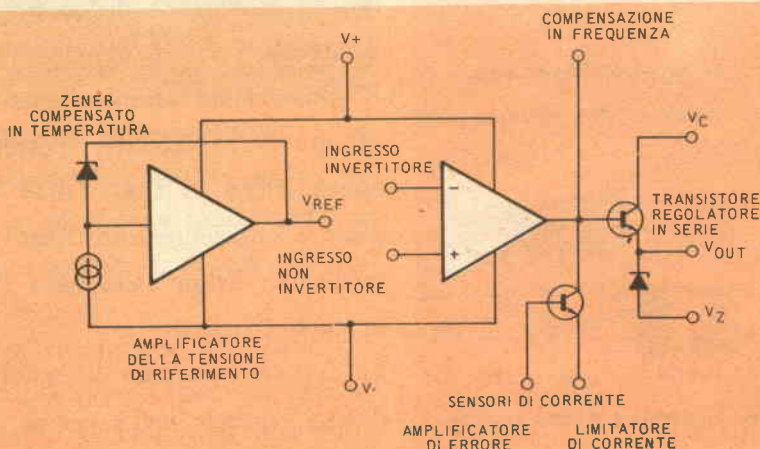 COMPENSAZIONE
IN FREQUENZA
V+
ZENER
COMPENSATO
IN TEMPERATURA
VC
INGRESSO
INVERTITORE
-
TRANSISTORE
REGOLATORE
IN SERIE
VREF
VOUT
INGRESSO
NON
INVERTITORE
+
VZ
AMPLIFICATORE
DELLA TENSIONE
DI RIFERIMENTO
V-
SENSORI DI CORRENTE
AMPLIFICATORE
DI ERRORE
LIMITATORE
DI CORRENTE